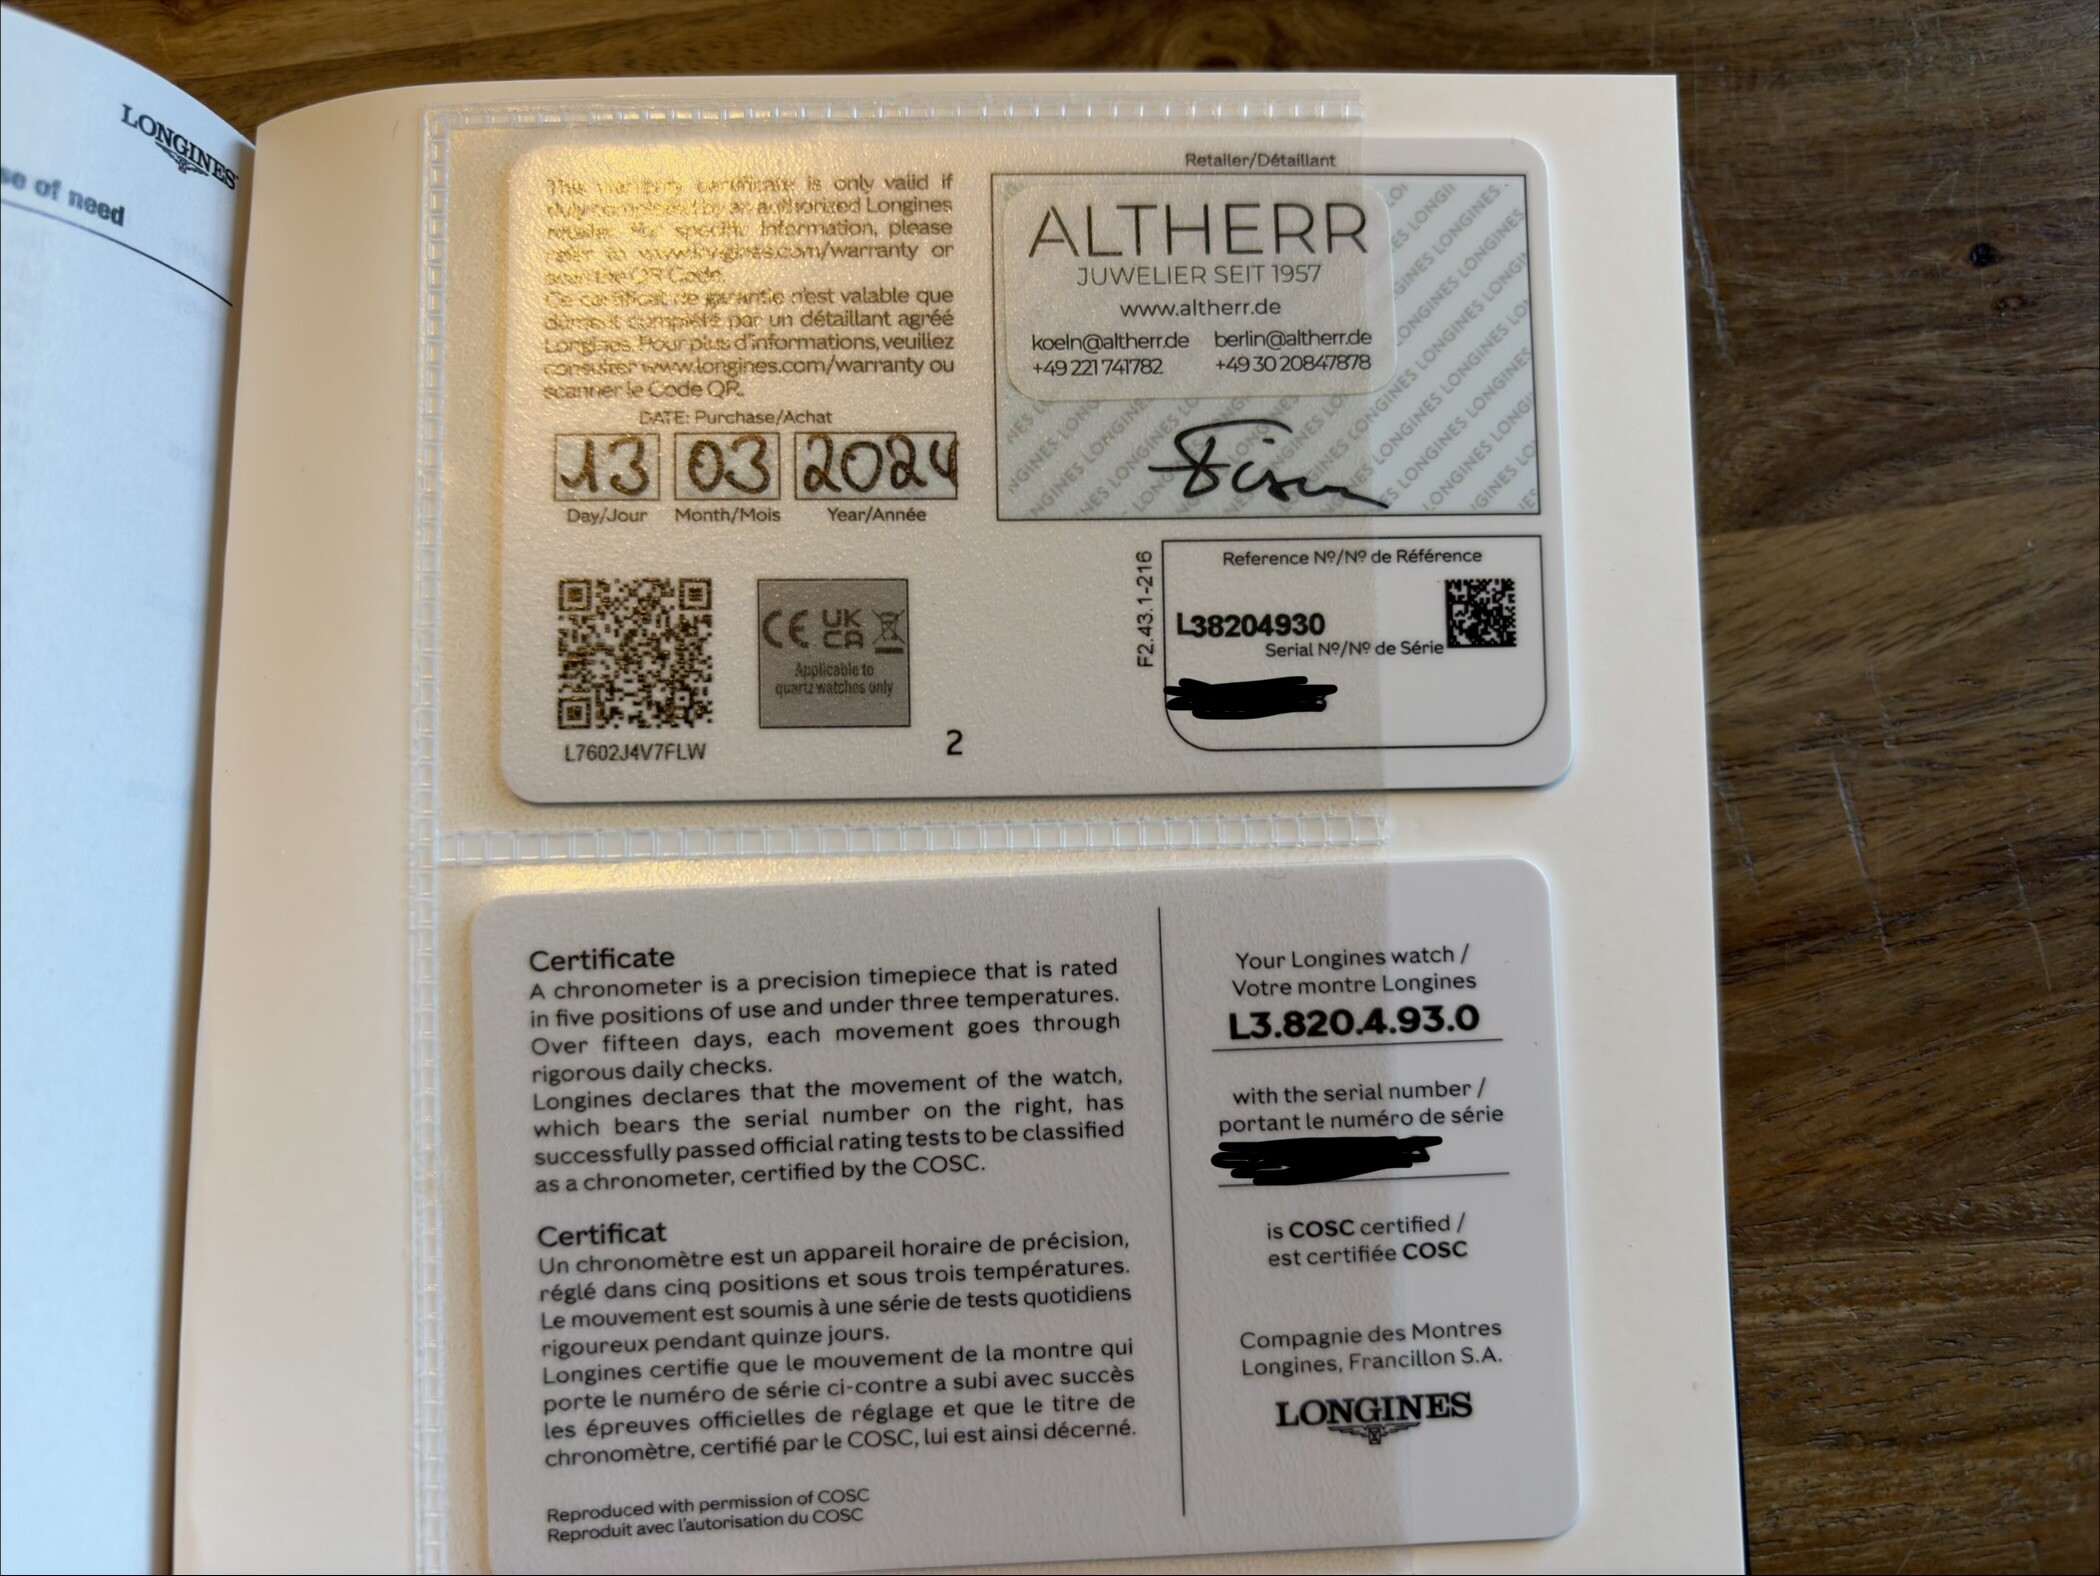 LONGINES
se of need
This warranty certificate is only valid if
duly completed by an authorized Longines
retailer. For specific information, please
refer to www.longines.com/warranty or
scan the QR Code.
Ce certificat de garantie n'est valable que
dûment complété par un détaillant agréé
Longines. Pour plus d'informations, veuillez
consulter www.longines.com/warranty ou
scanner le Code QR.
DATE: Purchase/Achat
13 03 2024
Day/Jour Month/Mois Year/Année
L7602J4V7FLW
CE UK CA
Applicable to
quartz watches only
2
Retailer/Détaillant
ALTHERR
JUWELIER SEIT 1957
www.altherr.de
koeln@altherr.de berlin@altherr.de
+49 221 741782 +49 30 20847878
F2.43.1-216
Reference Nº/Nº de Référence
L38204930
Serial Nº/Nº de Série
Certificate
A chronometer is a precision timepiece that is rated
in five positions of use and under three temperatures.
Over fifteen days, each movement goes through
rigorous daily checks.
Longines declares that the movement of the watch,
which bears the serial number on the right, has
successfully passed official rating tests to be classified
as a chronometer, certified by the COSC.
Certificat
Un chronomètre est un appareil horaire de précision,
réglé dans cinq positions et sous trois températures.
Le mouvement est soumis à une série de tests quotidiens
rigoureux pendant quinze jours.
Longines certifie que le mouvement de la montre qui
porte le numéro de série ci-contre a subi avec succès
les épreuves officielles de réglage et que le titre de
chronomètre, certifié par le COSC, lui est ainsi décerné.
Reproduced with permission of COSC
Reproduit avec l'autorisation du COSC
Your Longines watch /
Votre montre Longines
L3.820.4.93.0
with the serial number /
portant le numéro de série
is COSC certified /
est certifiée COSC
Compagnie des Montres
Longines, Francillon S.A.
LONGINES